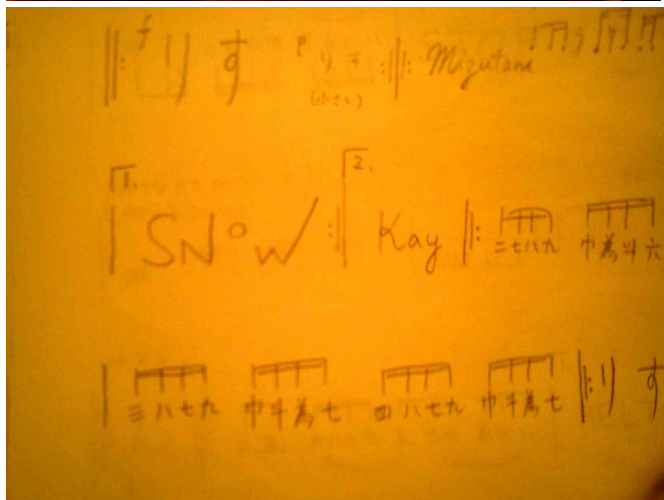 f りす p りす Mizutani
(小さく)
1. SNOW 2. Kay 二七八九 巾為斗六
三八七九 巾斗為七 四八七九 巾斗為七 りす